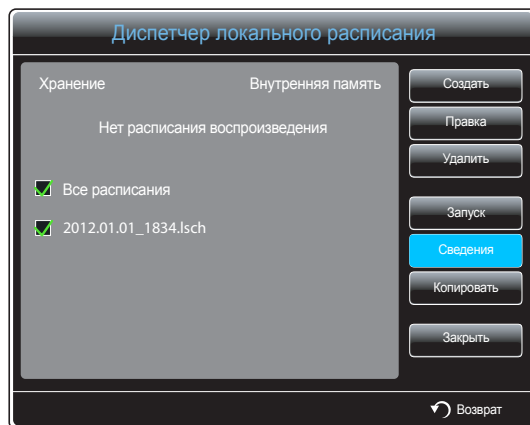 Диспетчер локального расписания
Хранение Внутренняя память
Нет расписания воспроизведения
Все расписания
2012.01.01_1834.lsch
Создать
Правка
Удалить
Запуск
Сведения
Копировать
Закрыть
Возврат